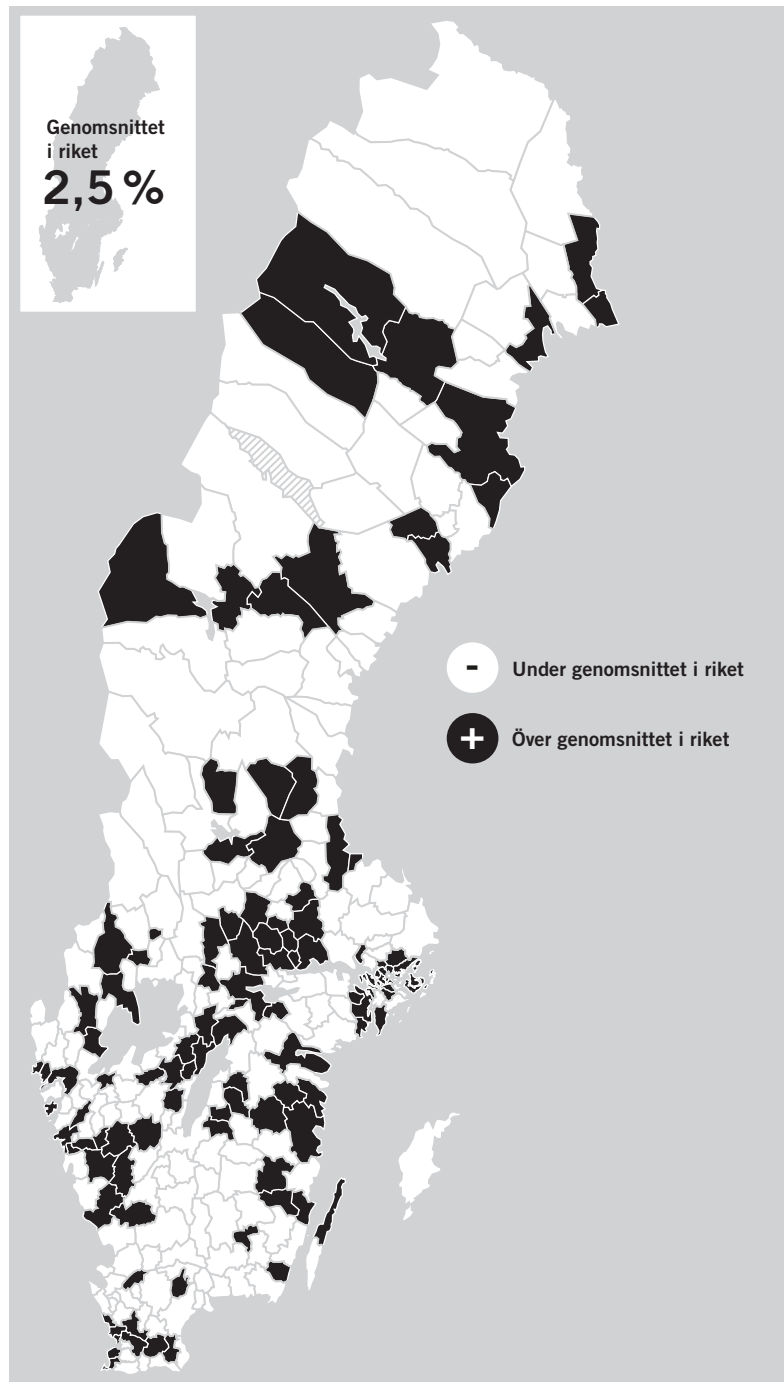 Genomsnittet
i riket
2,5 %
- Under genomsnittet i riket
+ Över genomsnittet i riket